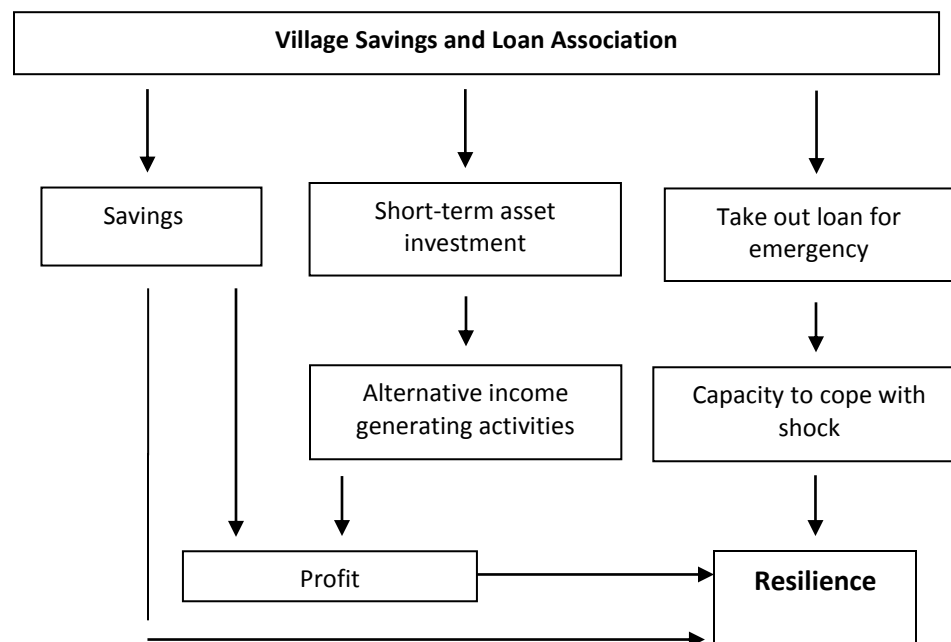 Village Savings and Loan Association
Savings
Short-term asset
investment
Take out loan for
emergency
Alternative income
generating activities
Capacity to cope with
shock
Profit
Resilience